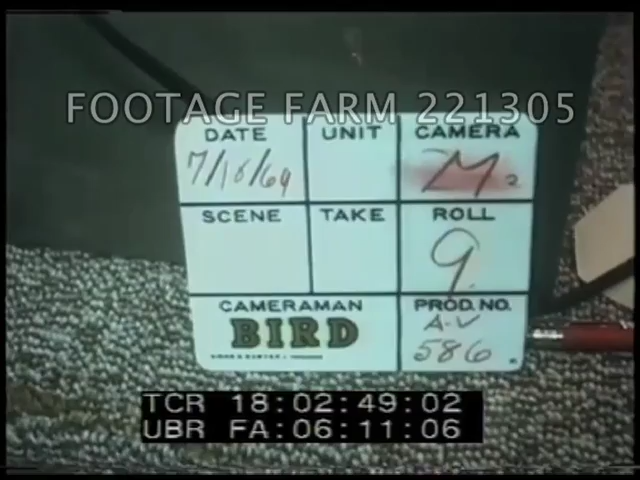 FOOTAGE FARM 221305
DATE UNIT CAMERA
7/16/69 M2
SCENE TAKE ROLL
9.
CAMERAMAN PROD. NO.
BIRD A-V
586
TCR 18:02:49:02
UBR FA:06:11:06